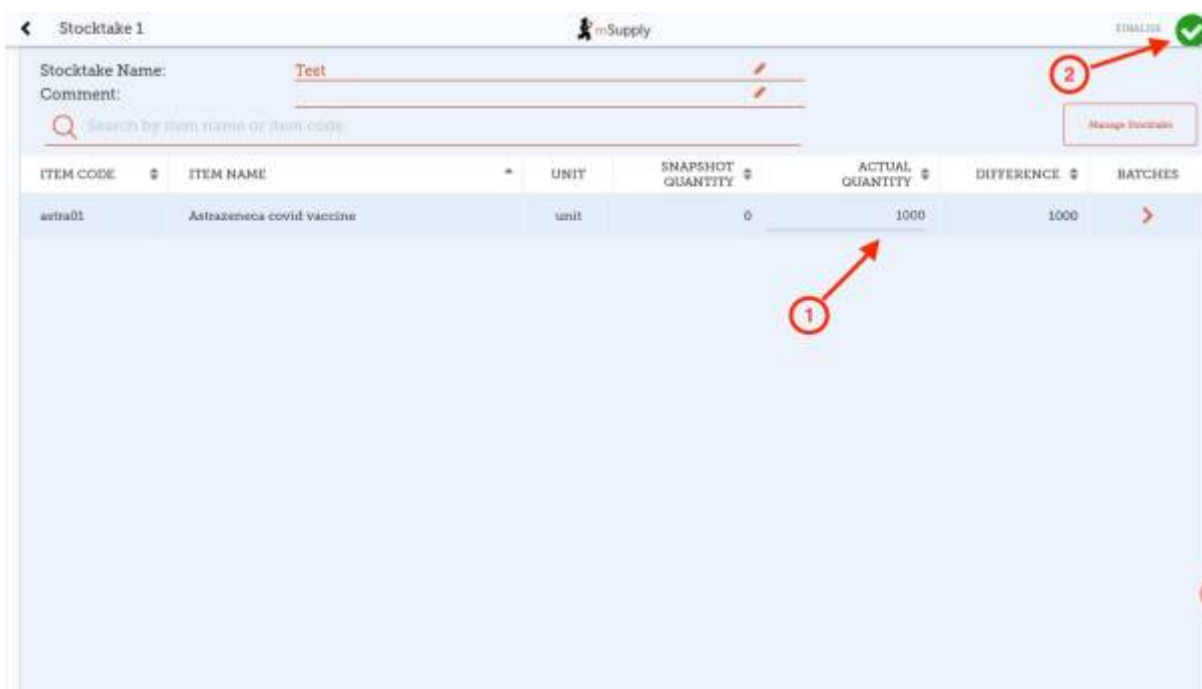 Stocktake 1
mSupply
FINALISE
2
Stocktake Name: Test
Comment:
Search by item name or item code
Manage Stocktake
ITEM CODE ITEM NAME UNIT SNAPSHOT QUANTITY ACTUAL QUANTITY DIFFERENCE BATCHES
astra01 Astrazeneca covid vaccine unit 0 1000 1000
1